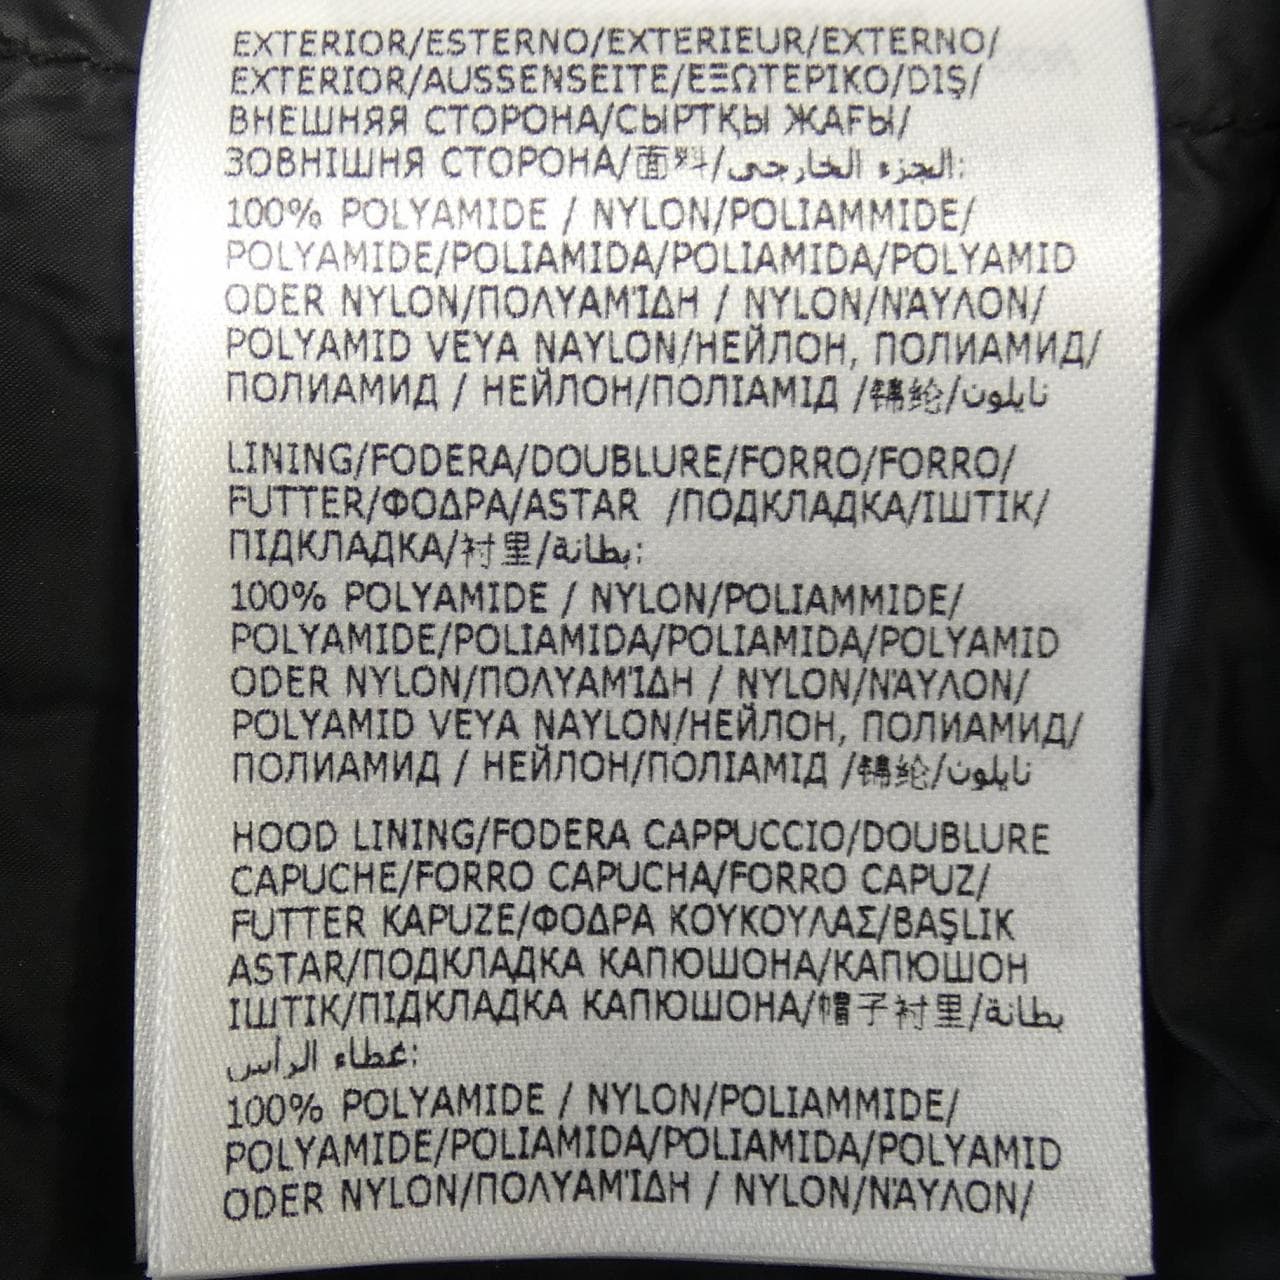 EXTERIOR/ESTERNO/EXTERIEUR/EXTERNO/
EXTERIOR/AUSSENSEITE/ΕΞΩΤΕΡΙΚΟ/DIŞ/
ВНЕШНЯЯ СТОРОНА/СЫРТҚЫ ЖАҒЫ/
ЗОВНІШНЯ СТОРОНА/面料/الجزء الخارجي:
100% POLYAMIDE / NYLON/POLIAMMIDE/
POLYAMIDE/POLIAMIDA/POLIAMIDA/POLYAMID
ODER NYLON/ΠΟΛΥΑΜΊΔΗ / NYLON/ΝΆΥΛΟΝ/
POLYAMID VEYA NAYLON/НЕЙЛОН, ПОЛИАМИД/
ПОЛИАМИД / НЕЙЛОН/ПОЛІАМІД /锦纶/نايلون
LINING/FODERA/DOUBLURE/FORRO/FORRO/
FUTTER/ΦΟΔΡΑ/ASTAR /ПОДКЛАДКА/ІШТІК/
ПІДКЛАДКА/衬里/بطانة:
100% POLYAMIDE / NYLON/POLIAMMIDE/
POLYAMIDE/POLIAMIDA/POLIAMIDA/POLYAMID
ODER NYLON/ΠΟΛΥΑΜΊΔΗ / NYLON/ΝΆΥΛΟΝ/
POLYAMID VEYA NAYLON/НЕЙЛОН, ПОЛИАМИД/
ПОЛИАМИД / НЕЙЛОН/ПОЛІАМІД /锦纶/نايلون
HOOD LINING/FODERA CAPPUCCIO/DOUBLURE
CAPUCHE/FORRO CAPUCHA/FORRO CAPUZ/
FUTTER KAPUZE/ΦΟΔΡΑ ΚΟΥΚΟΥΛΑΣ/BAŞLIK
ASTAR/ПОДКЛАДКА КАПЮШОНА/КАПЮШОН
ІШТІК/ПІДКЛАДКА КАПЮШОНА/帽子衬里/بطانة
غطاء الرأس:
100% POLYAMIDE / NYLON/POLIAMMIDE/
POLYAMIDE/POLIAMIDA/POLIAMIDA/POLYAMID
ODER NYLON/ΠΟΛΥΑΜΊΔΗ / NYLON/ΝΆΥΛΟΝ/